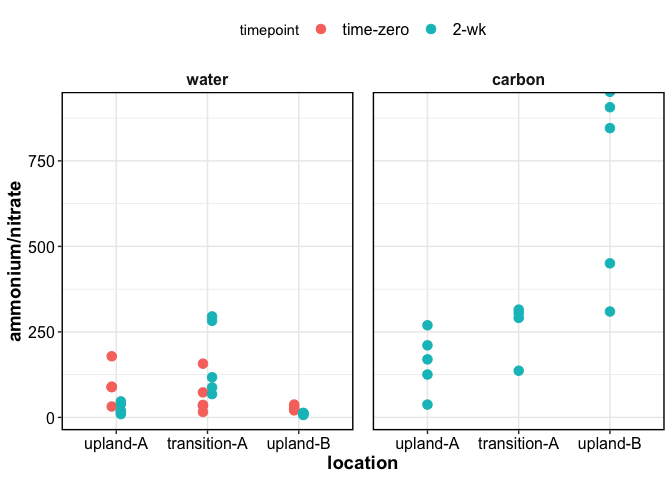 timepoint time-zero 2-wk
water carbon
ammonium/nitrate
750
500
250
0
upland-A transition-A upland-B upland-A transition-A upland-B
location